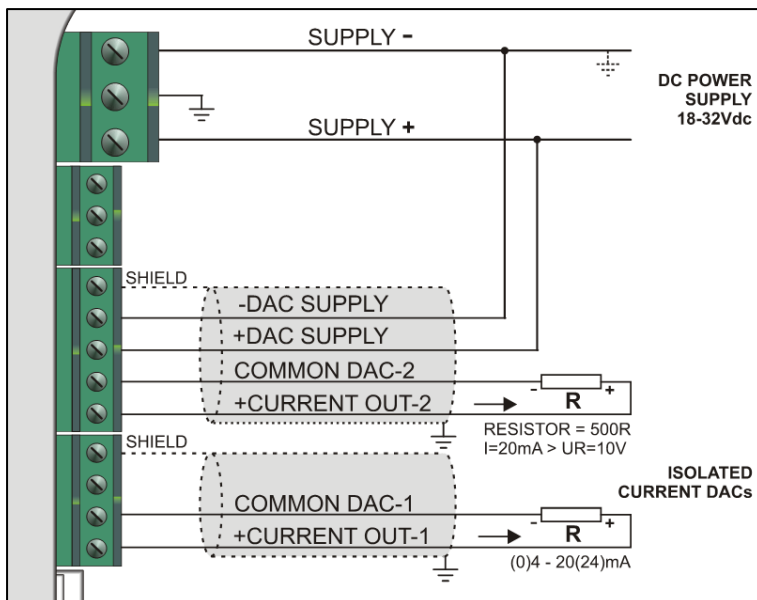 SUPPLY -
DC POWER
SUPPLY
18-32Vdc
SUPPLY +
SHIELD
-DAC SUPPLY
+DAC SUPPLY
COMMON DAC-2
- +
R
+CURRENT OUT-2
RESISTOR = 500R
I=20mA > UR=10V
SHIELD
ISOLATED
CURRENT DACs
COMMON DAC-1
- +
R
+CURRENT OUT-1
(0)4 - 20(24)mA